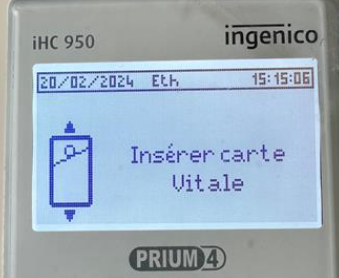 iHC 950
ingenico
20/02/2024 Eth 15:15:06
Insérer carte
Vitale
PRIUM4